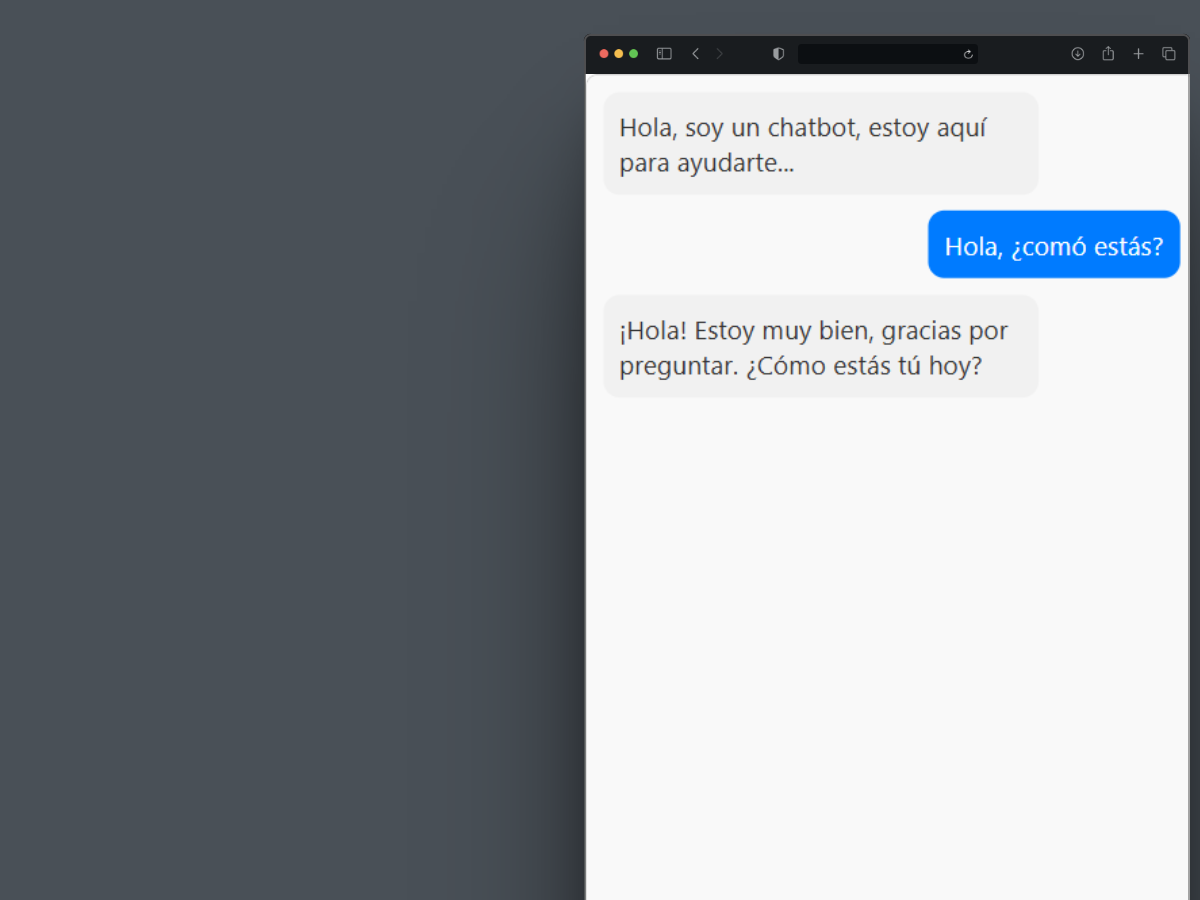 Hola, soy un chatbot, estoy aquí
para ayudarte...
Hola, ¿comó estás?
¡Hola! Estoy muy bien, gracias por
preguntar. ¿Cómo estás tú hoy?